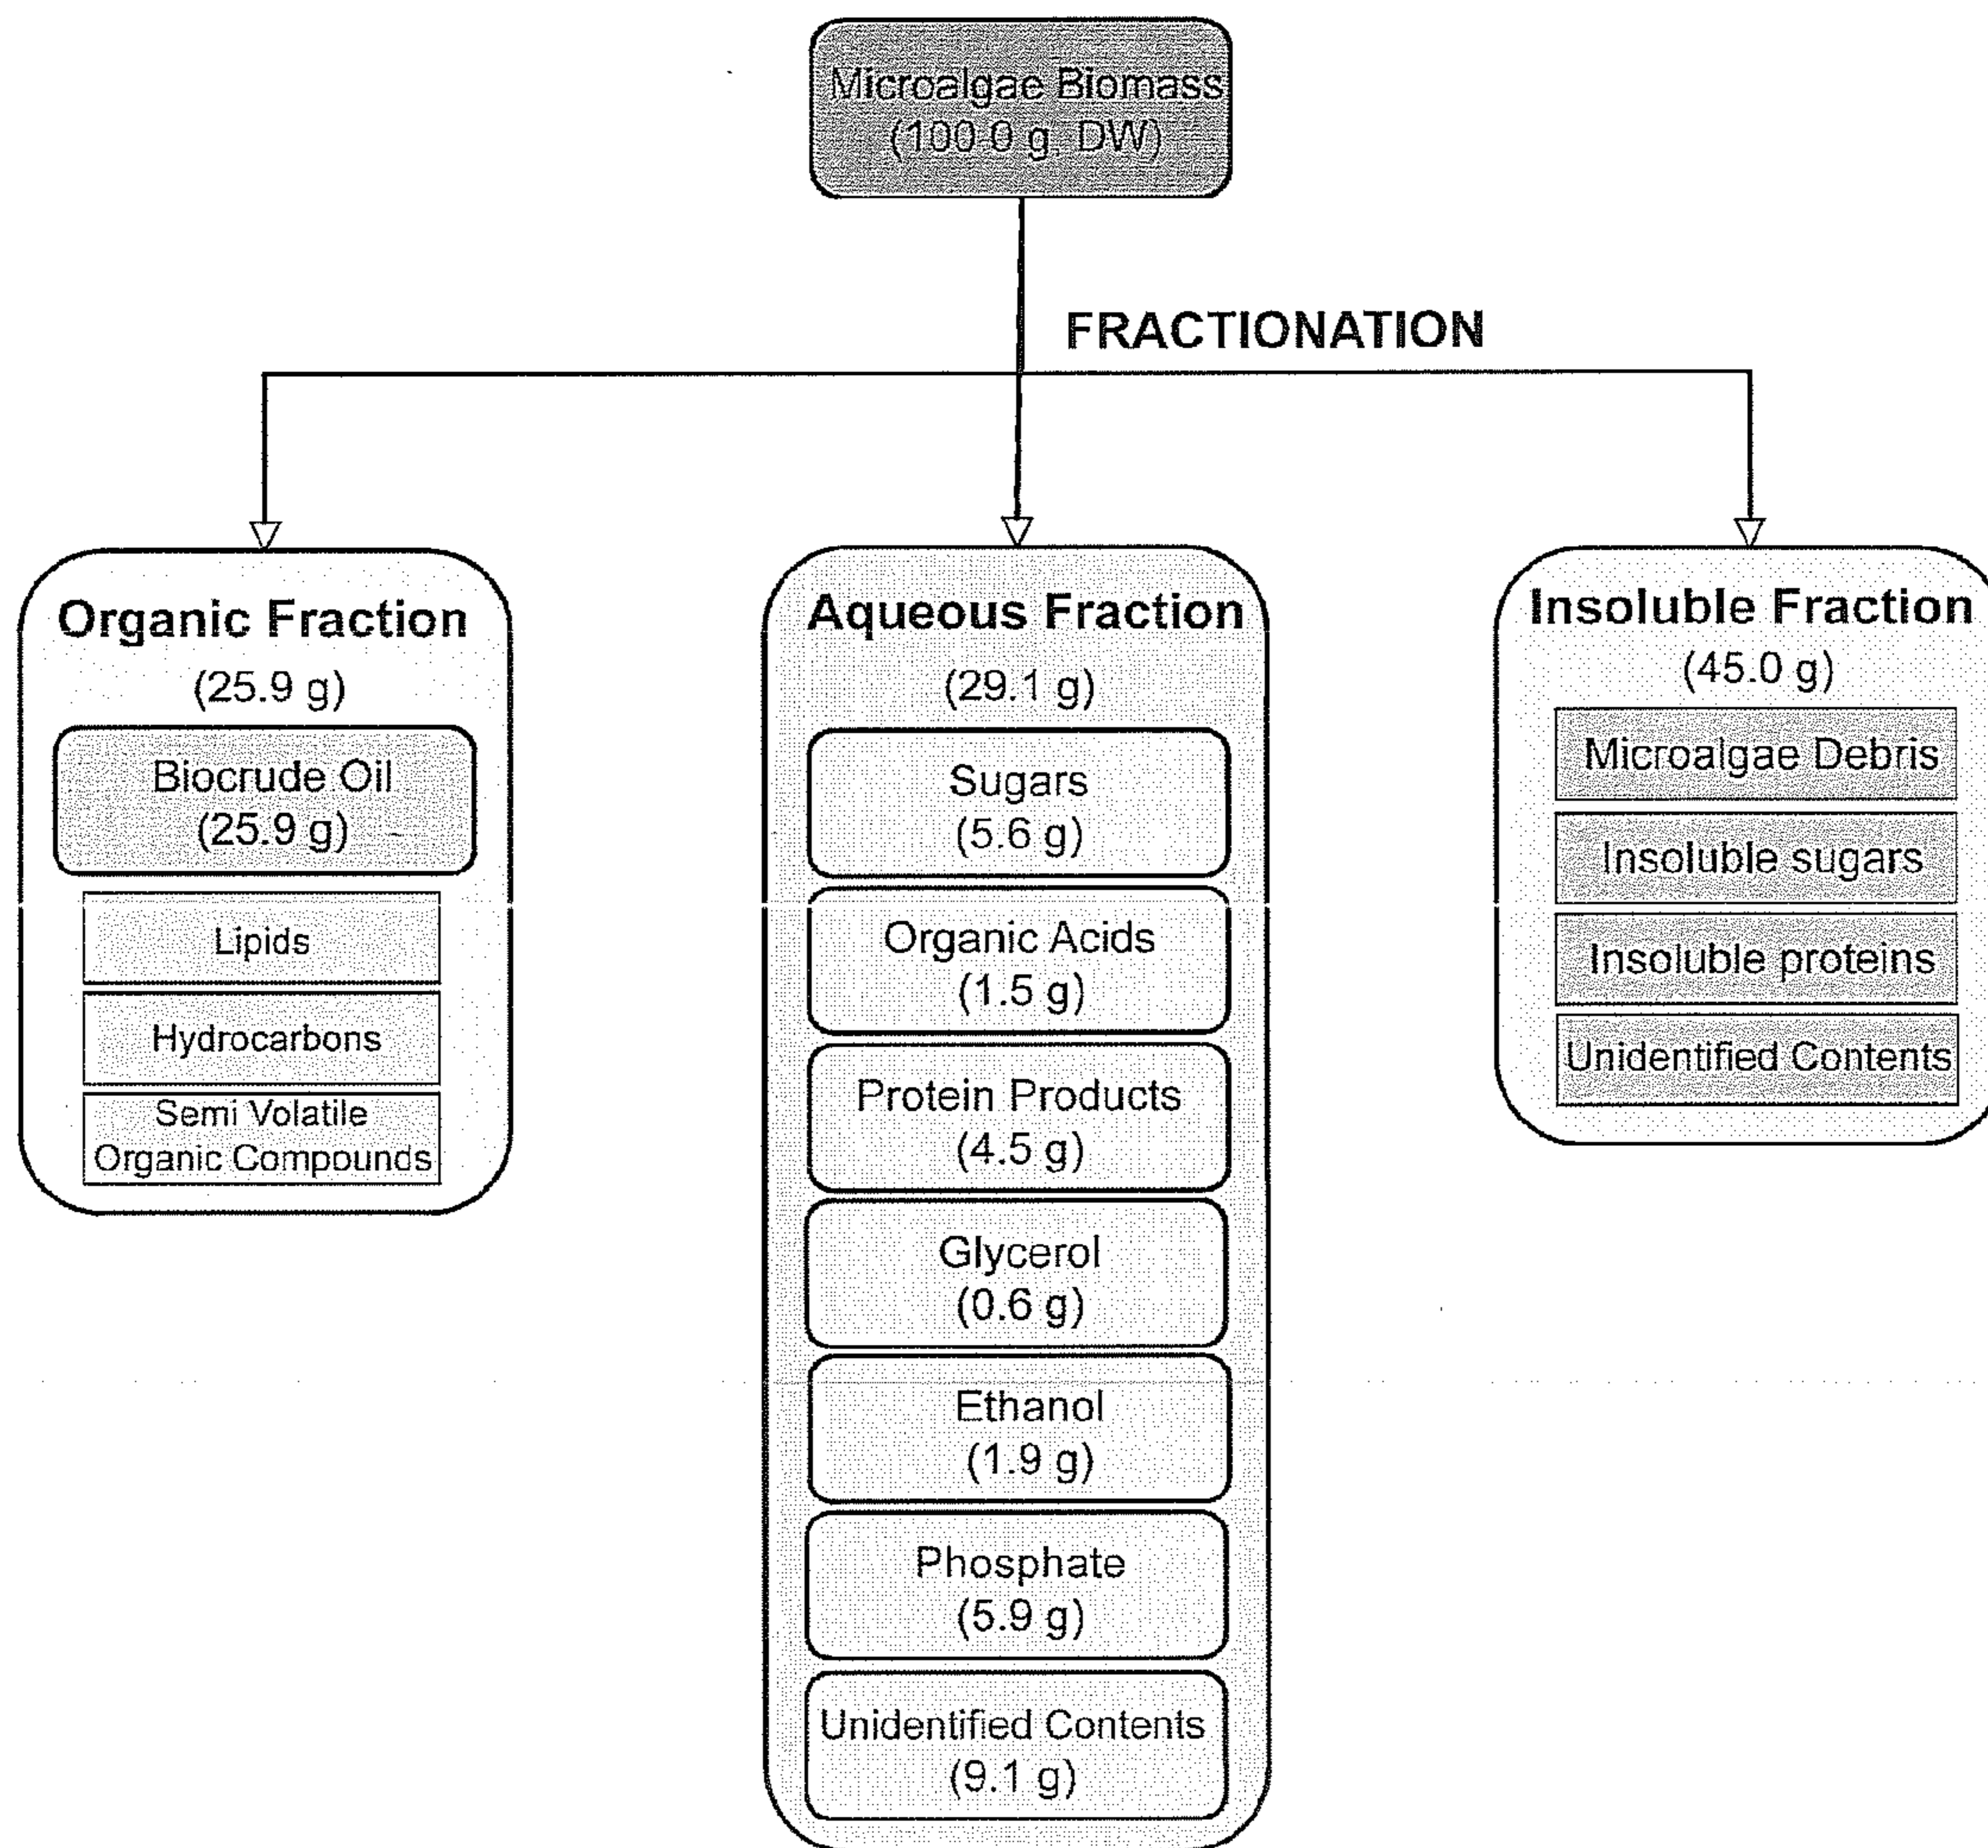 Microalgae Biomass
(100.0 g, DW)
FRACTIONATION
Organic Fraction
(25.9 g)
Biocrude Oil
(25.9 g)
Lipids
Hydrocarbons
Semi Volatile
Organic Compounds
Aqueous Fraction
(29.1 g)
Sugars
(5.6 g)
Organic Acids
(1.5 g)
Protein Products
(4.5 g)
Glycerol
(0.6 g)
Ethanol
(1.9 g)
Phosphate
(5.9 g)
Unidentified Contents
(9.1 g)
Insoluble Fraction
(45.0 g)
Microalgae Debris
Insoluble sugars
Insoluble proteins
Unidentified Contents